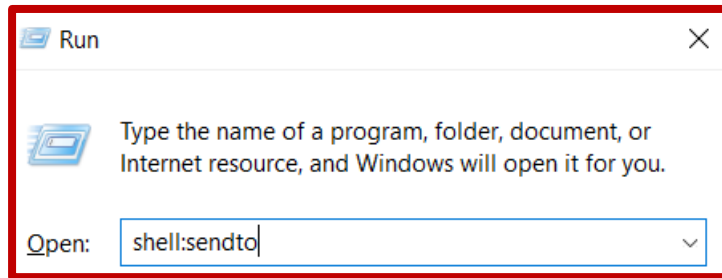 Run
Type the name of a program, folder, document, or
Internet resource, and Windows will open it for you.
Open: shell:sendto